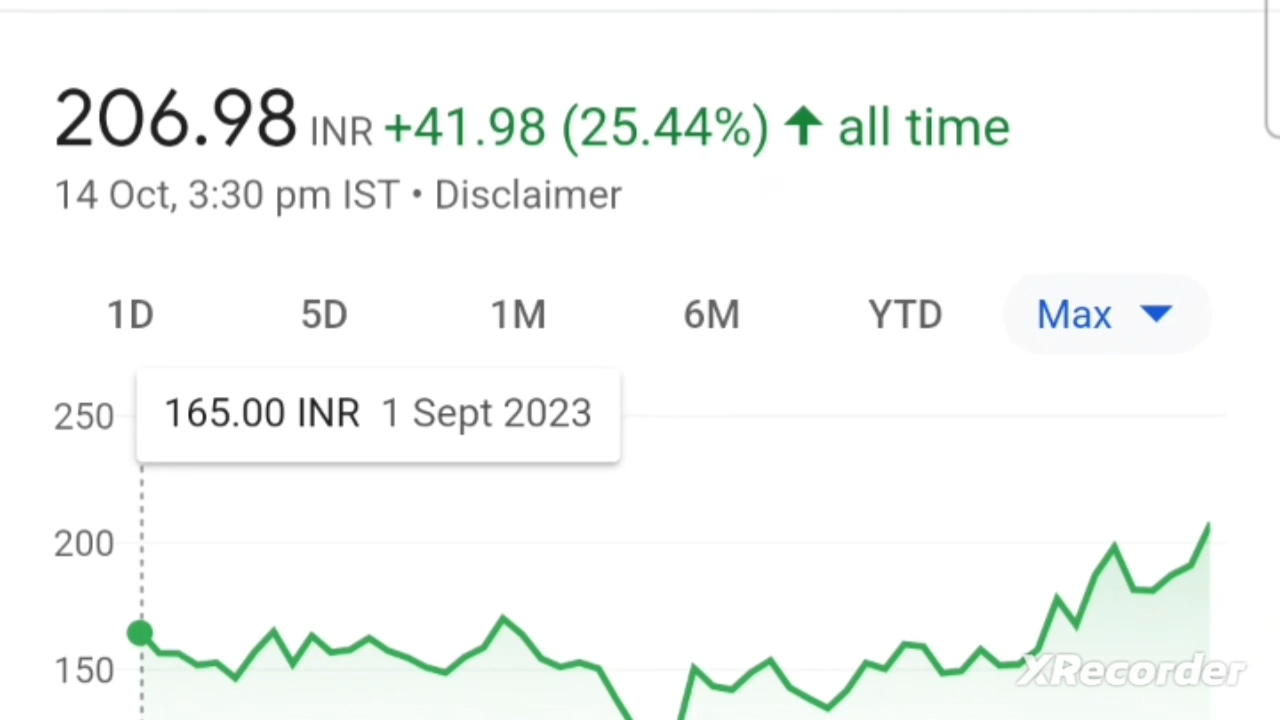 206.98 INR +41.98 (25.44%) ↑ all time
14 Oct, 3:30 pm IST • Disclaimer
1D 5D 1M 6M YTD Max
165.00 INR 1 Sept 2023
250
200
150
XRecorder